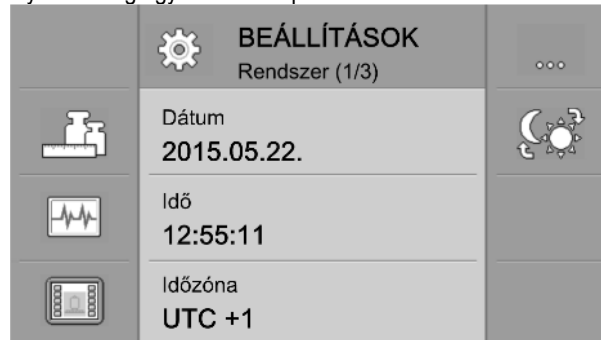 BEÁLLÍTÁSOK
Rendszer (1/3)
Dátum
2015.05.22.
Idő
12:55:11
Időzóna
UTC +1